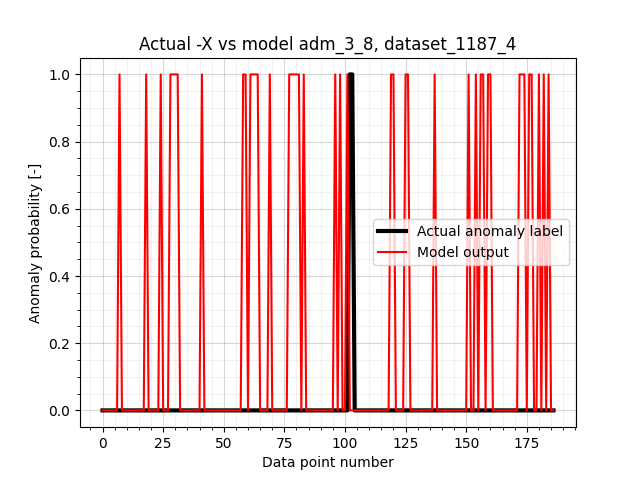 Actual -X vs model adm_3_8, dataset_1187_4
Anomaly probability [-]
1.0
0.8
0.6
0.4
0.2
0.0
Actual anomaly label
Model output
0 25 50 75 100 125 150 175
Data point number